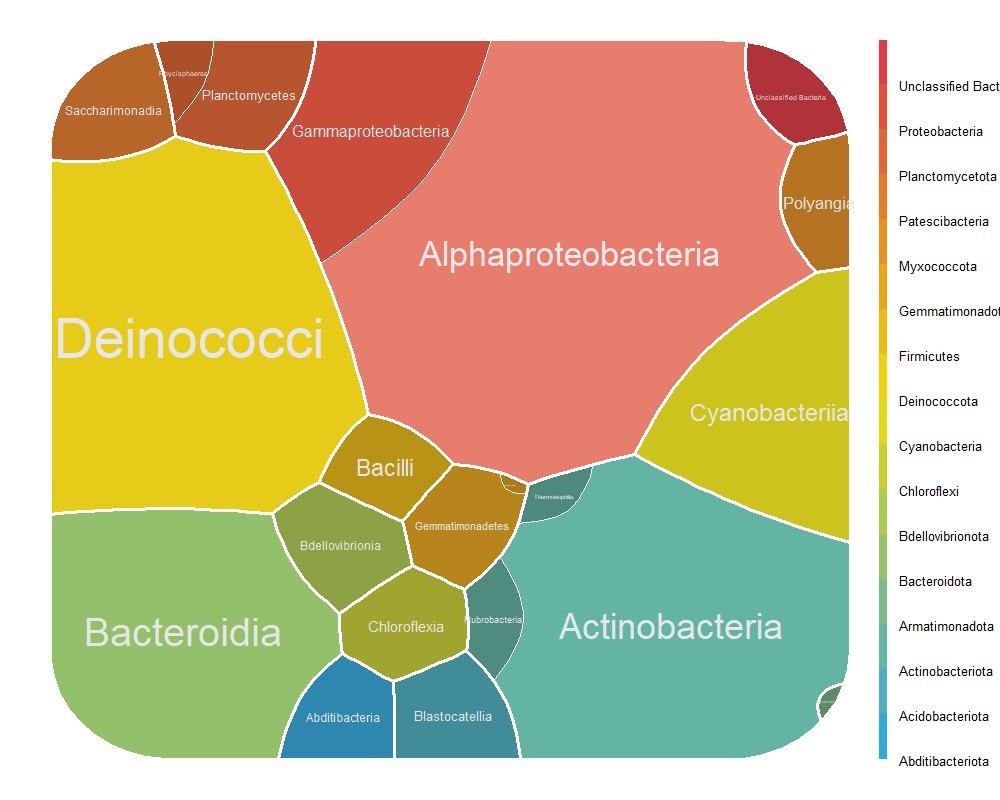 Phycisphaerae
Saccharimonadia
Planctomycetes
Gammaproteobacteria
Unclassified Bacteria
Polyangia
Alphaproteobacteria
Deinococci
Cyanobacteriia
Bacilli
Thermoleophilia
Gemmatimonadetes
Bdellovibrionia
Rubrobacteria
Chloroflexia
Bacteroidia
Actinobacteria
Abditibacteria
Blastocatellia
Unclassified Bact
Proteobacteria
Planctomycetota
Patescibacteria
Myxococcota
Gemmatimonadot
Firmicutes
Deinococcota
Cyanobacteria
Chloroflexi
Bdellovibrionota
Bacteroidota
Armatimonadota
Actinobacteriota
Acidobacteriota
Abditibacteriota